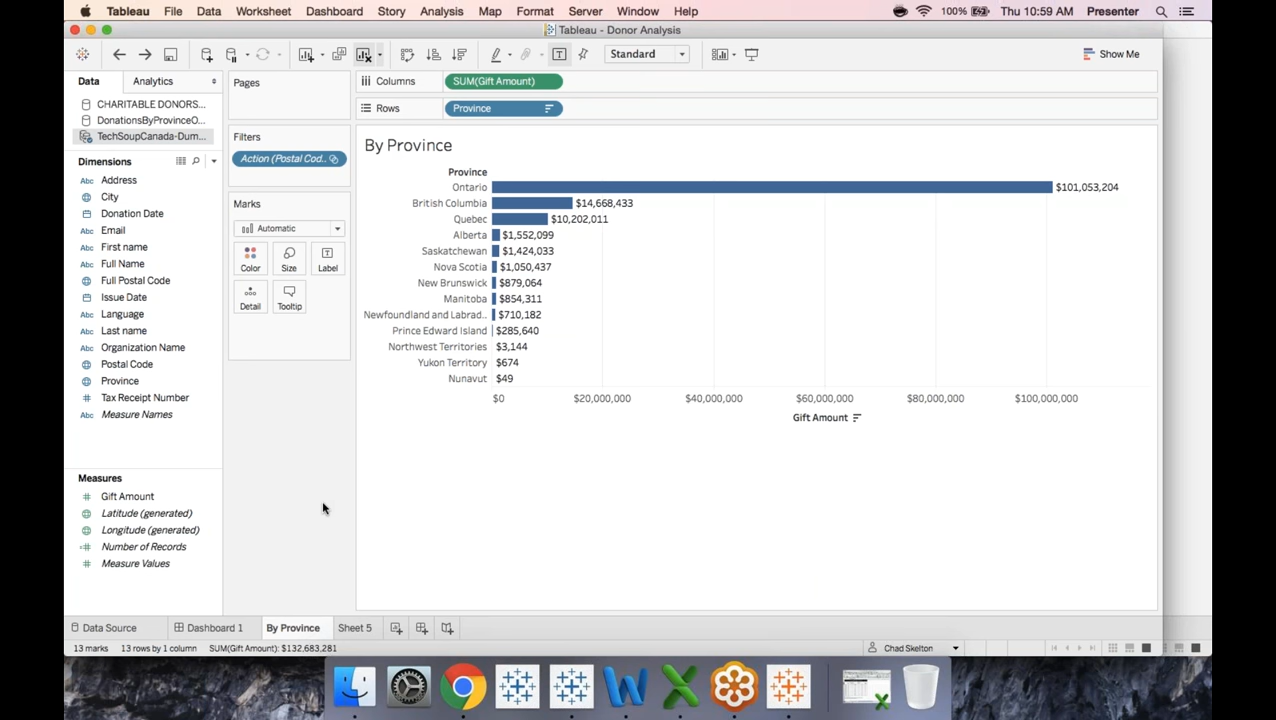 Tableau File Data Worksheet Dashboard Story Analysis Map Format Server Window Help 100% Thu 10:59 AM Presenter
Tableau - Donor Analysis
Standard
Show Me
Data Analytics
CHARITABLE DONORS...
DonationsByProvinceO...
TechSoupCanada-Dum...
Dimensions
Abc Address
City
Donation Date
Abc Email
Abc First name
Abc Full Name
Full Postal Code
Issue Date
Abc Language
Abc Last name
Abc Organization Name
Postal Code
Province
# Tax Receipt Number
Abc Measure Names
Measures
# Gift Amount
Latitude (generated)
Longitude (generated)
=# Number of Records
# Measure Values
Pages
Filters
Action (Postal Cod..
Marks
Automatic
Color Size Label
Detail Tooltip
Columns SUM(Gift Amount)
Rows Province
By Province
Province
Ontario $101,053,204
British Columbia $14,668,433
Quebec $10,202,011
Alberta $1,552,099
Saskatchewan $1,424,033
Nova Scotia $1,050,437
New Brunswick $879,064
Manitoba $854,311
Newfoundland and Labrad.. $710,182
Prince Edward Island $285,640
Northwest Territories $3,144
Yukon Territory $674
Nunavut $49
$0 $20,000,000 $40,000,000 $60,000,000 $80,000,000 $100,000,000
Gift Amount
Data Source Dashboard 1 By Province Sheet 5
13 marks 13 rows by 1 column SUM(Gift Amount): $132,683,281 Chad Skelton